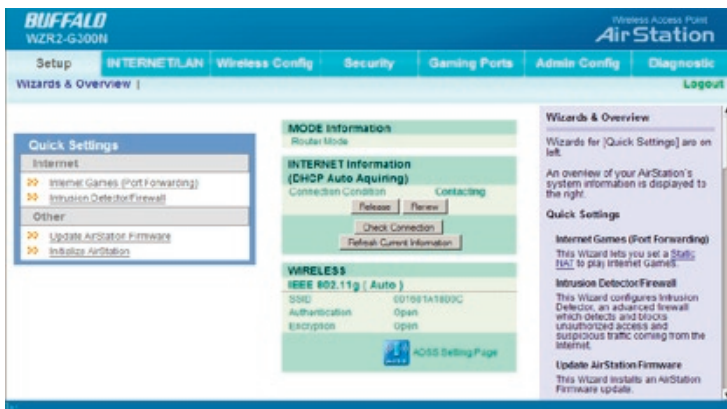 BUFFALO
WZR2-G300N
Wireless Access Point
AirStation
Setup INTERNET/LAN Wireless Config Security Gaming Ports Admin Config Diagnostic
Wizards & Overview |
Logout
Quick Settings
Internet
Internet Games (Port Forwarding)
Intrusion Detector/Firewall
Other
Update AirStation Firmware
Initialize AirStation
MODE Information
Router Mode
INTERNET Information
(DHCP Auto Aquiring)
Connection Condition Contacting
Release Renew
Check Connection
Refresh Current Information
WIRELESS
IEEE 802.11g ( Auto )
SSID
Authentication Open
Encryption Open
AOSS Setting Page
Wizards & Overview
Wizards for [Quick
Settings] are on
left.
An overview of your
AirStation's
system information
is displayed to
the right.
Quick Settings
Internet Games (Port Forwarding)
This Wizard lets
you set a Static
NAT to play Internet Games.
Intrusion Detector/Firewall
This Wizard configures Intrusion
Detector, an advanced firewall
which detects and blocks
unauthorized access and
suspicious traffic coming from the
Internet.
Update AirStation Firmware
This Wizard installs an AirStation
Firmware update.